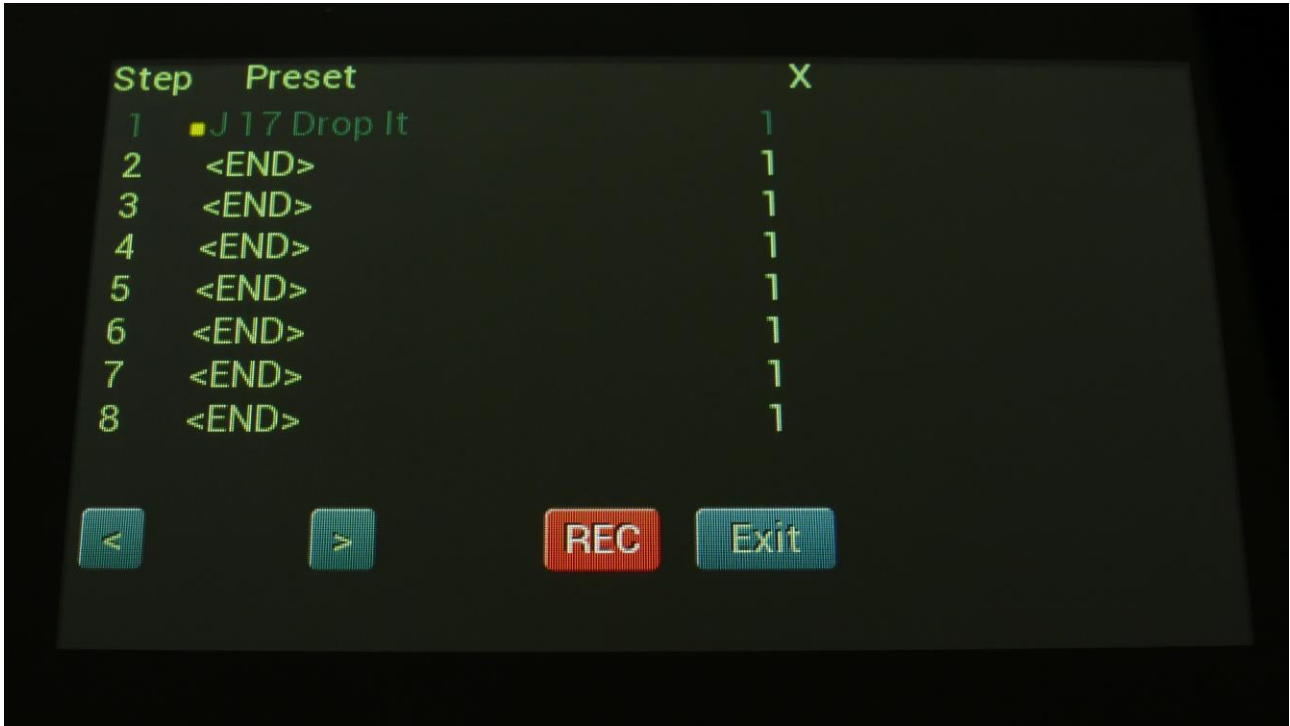 Step Preset X
1 J 17 Drop It 1
2 <END> 1
3 <END> 1
4 <END> 1
5 <END> 1
6 <END> 1
7 <END> 1
8 <END> 1
< > REC Exit